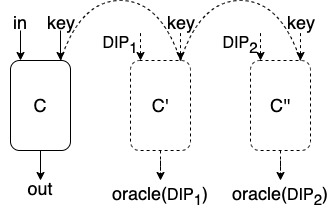 in key key key
DIP₁ DIP₂
C C' C"
out oracle(DIP₁) oracle(DIP₂)